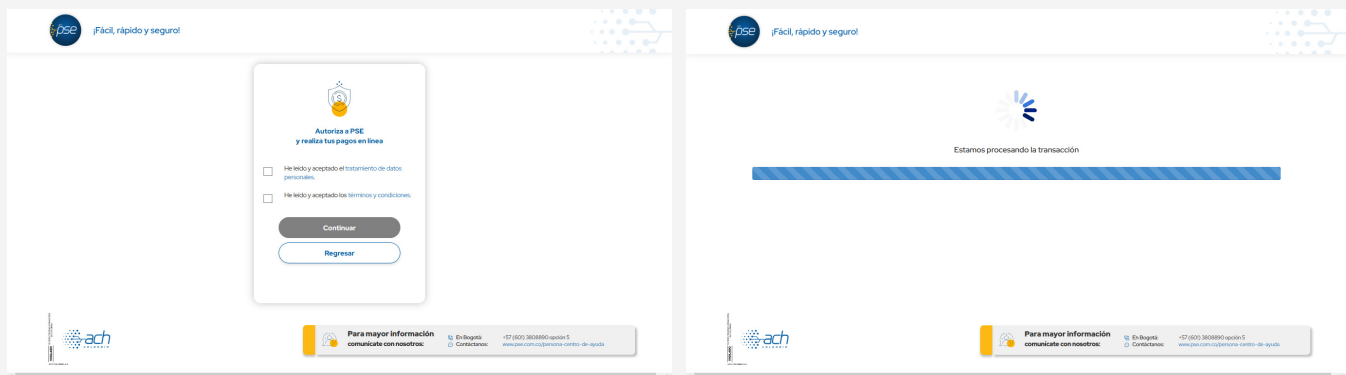 pse
¡Fácil, rápido y seguro!
Autoriza a PSE
y realiza tus pagos en línea
He leído y aceptado el tratamiento de datos
personales.
He leído y aceptado los términos y condiciones.
Continuar
Regresar
ach
COLOMBIA
Para mayor información
comunícate con nosotros:
En Bogotá: +57 (601) 3808890 opción 5
Contáctanos: www.pse.com.co/persona-centro-de-ayuda
pse
¡Fácil, rápido y seguro!
Estamos procesando la transacción
ach
COLOMBIA
Para mayor información
comunícate con nosotros:
En Bogotá: +57 (601) 3808890 opción 5
Contáctanos: www.pse.com.co/persona-centro-de-ayuda